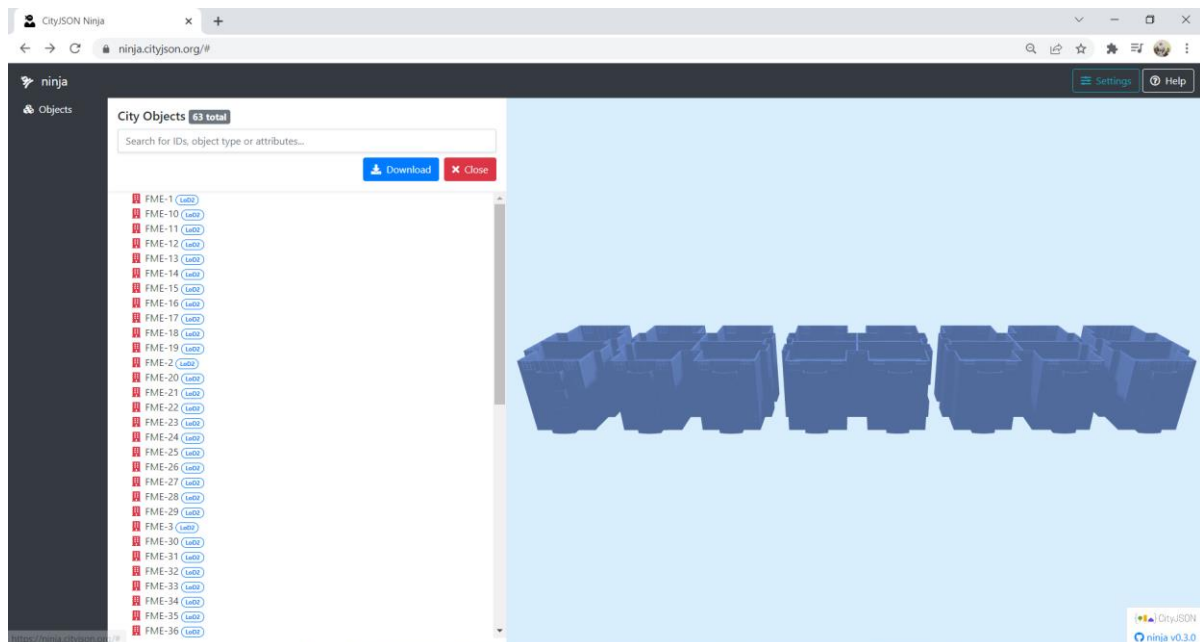 CityJSON Ninja
ninja.cityjson.org/#
ninja
Settings
Help
Objects
City Objects 63 total
Search for IDs, object type or attributes...
Download
Close
FME-1 LoD2
FME-10 LoD2
FME-11 LoD2
FME-12 LoD2
FME-13 LoD2
FME-14 LoD2
FME-15 LoD2
FME-16 LoD2
FME-17 LoD2
FME-18 LoD2
FME-19 LoD2
FME-2 LoD2
FME-20 LoD2
FME-21 LoD2
FME-22 LoD2
FME-23 LoD2
FME-24 LoD2
FME-25 LoD2
FME-26 LoD2
FME-27 LoD2
FME-28 LoD2
FME-29 LoD2
FME-3 LoD2
FME-30 LoD2
FME-31 LoD2
FME-32 LoD2
FME-33 LoD2
FME-34 LoD2
FME-35 LoD2
FME-36 LoD2
https://ninja.cityjson.org/#
CityJSON
ninja v0.3.0